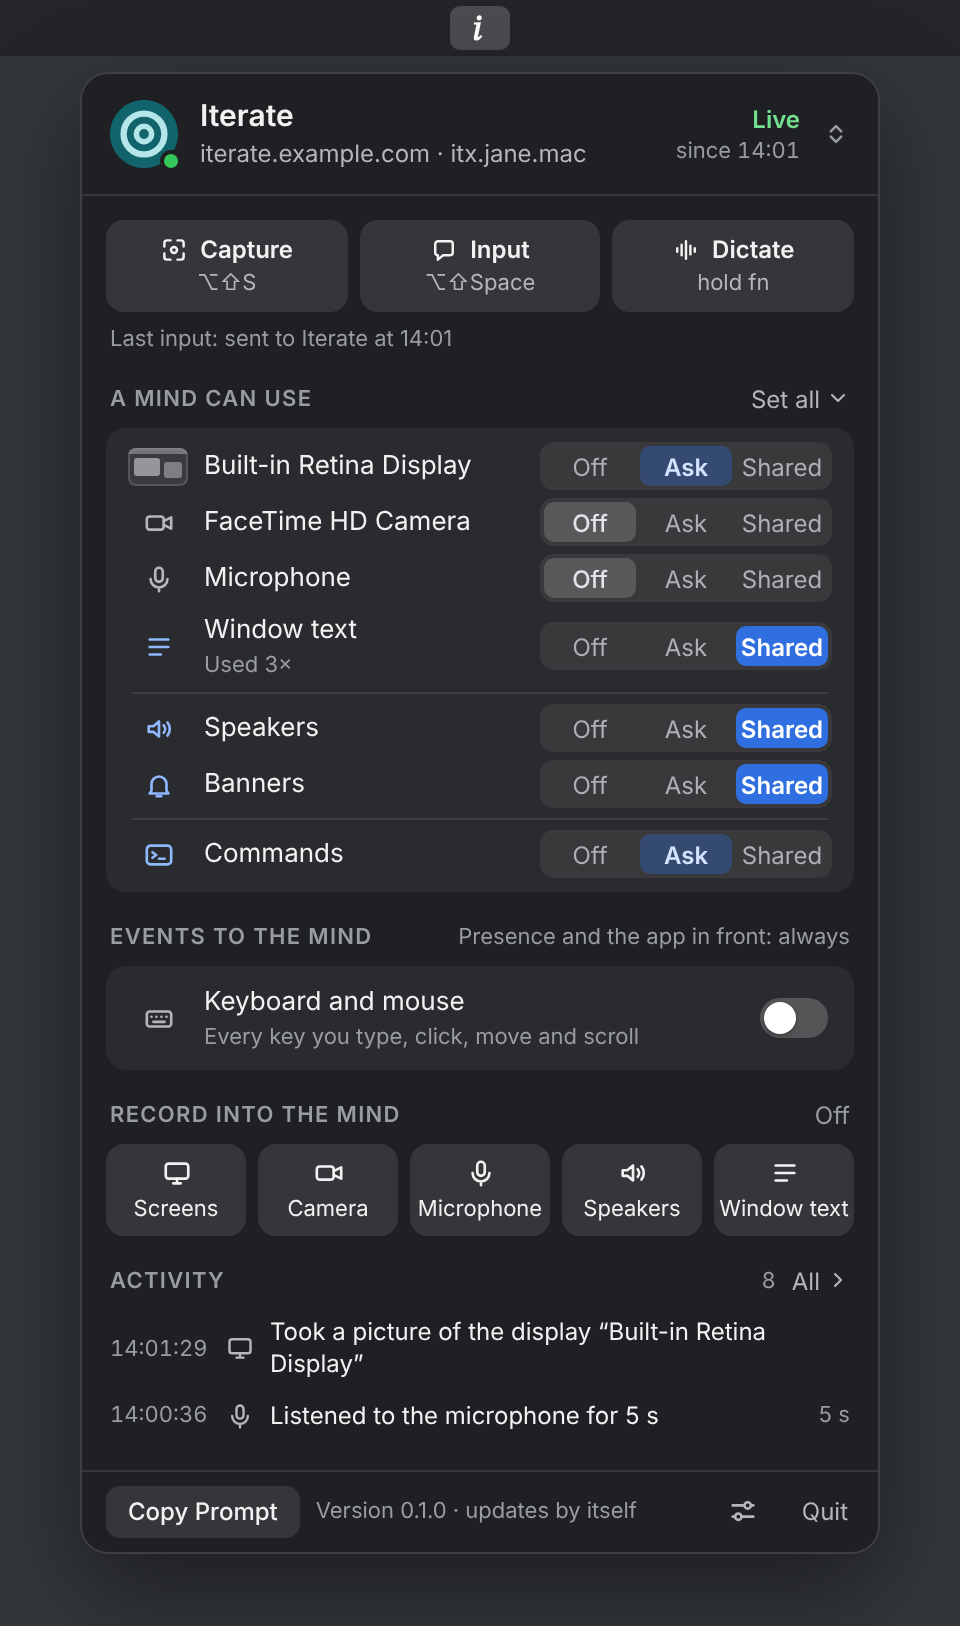 i
Iterate
iterate.example.com · itx.jane.mac
Live
since 14:01
Capture
⌥⇧S
Input
⌥⇧Space
Dictate
hold fn
Last input: sent to Iterate at 14:01
A MIND CAN USE
Set all
Built-in Retina Display
Off Ask Shared
FaceTime HD Camera
Off Ask Shared
Microphone
Off Ask Shared
Window text
Used 3×
Off Ask Shared
Speakers
Off Ask Shared
Banners
Off Ask Shared
Commands
Off Ask Shared
EVENTS TO THE MIND
Presence and the app in front: always
Keyboard and mouse
Every key you type, click, move and scroll
RECORD INTO THE MIND
Off
Screens
Camera
Microphone
Speakers
Window text
ACTIVITY
8 All
14:01:29
Took a picture of the display “Built-in Retina
Display”
14:00:36
Listened to the microphone for 5 s
5 s
Copy Prompt
Version 0.1.0 · updates by itself
Quit